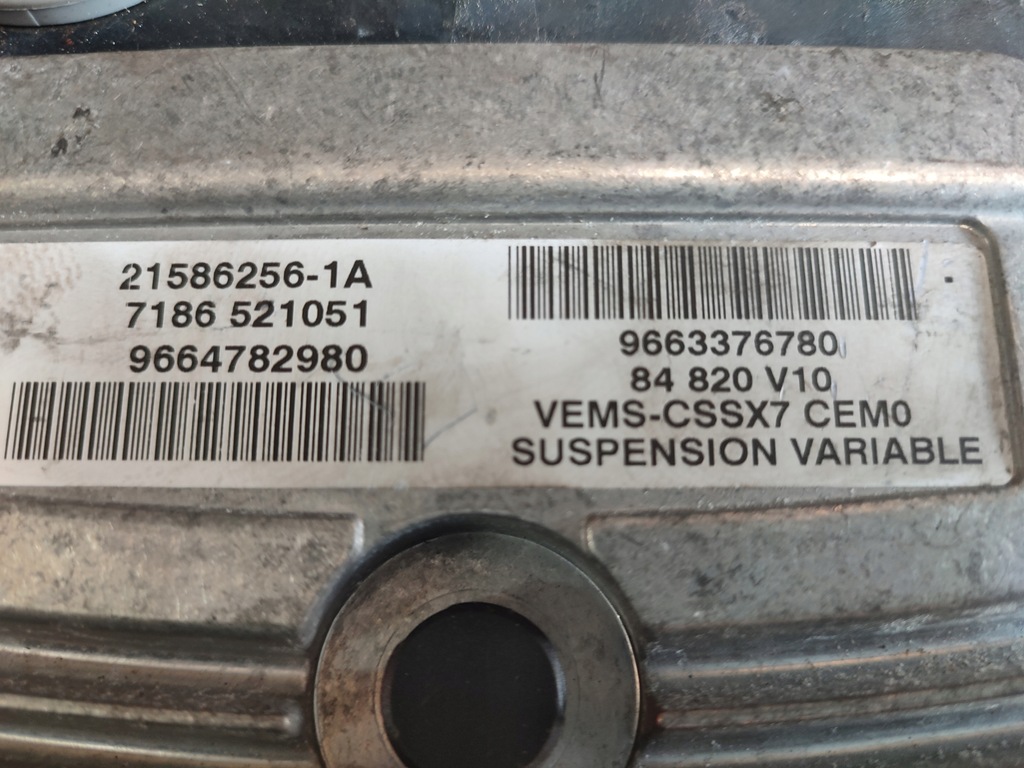 21586256-1A
7186 521051
9664782980
9663376780
84 820 V10
VEMS-CSSX7 CEM0
SUSPENSION VARIABLE